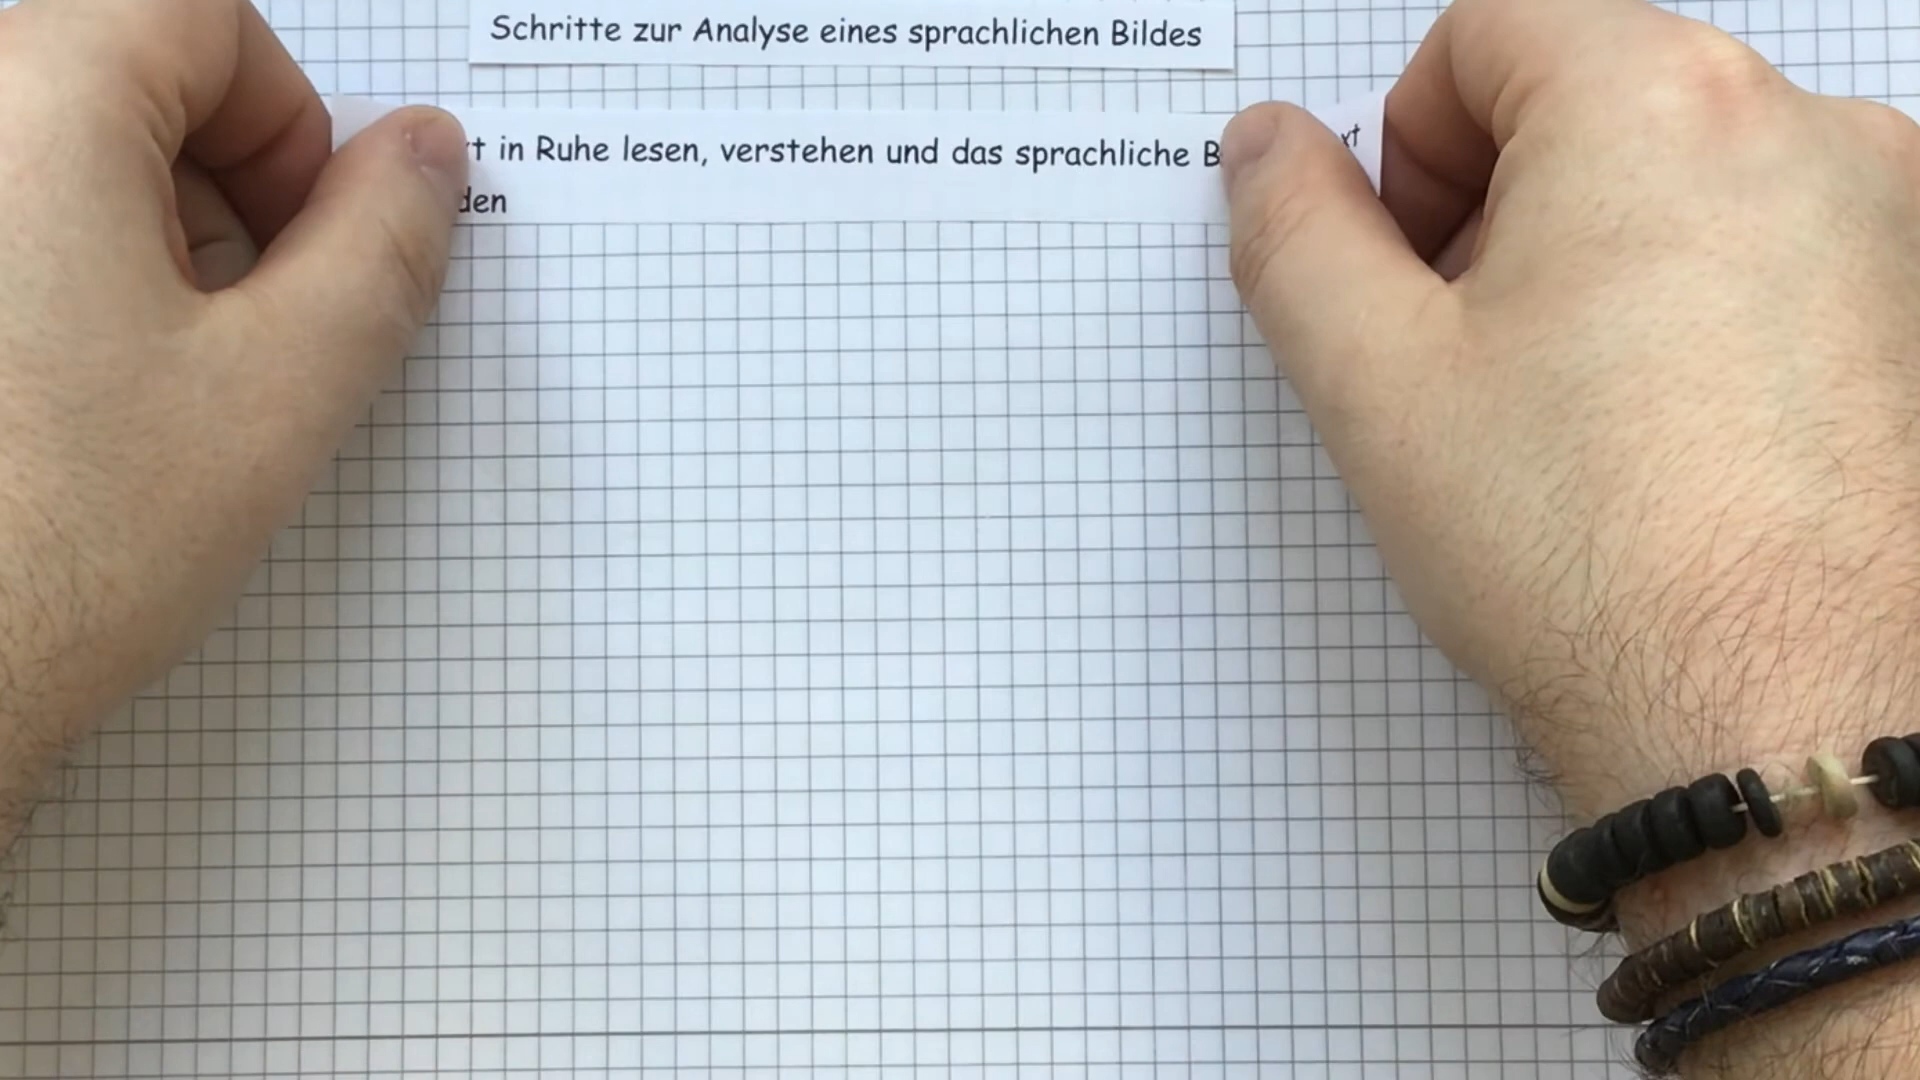 Schritte zur Analyse eines sprachlichen Bildes
in Ruhe lesen, verstehen und das sprachliche